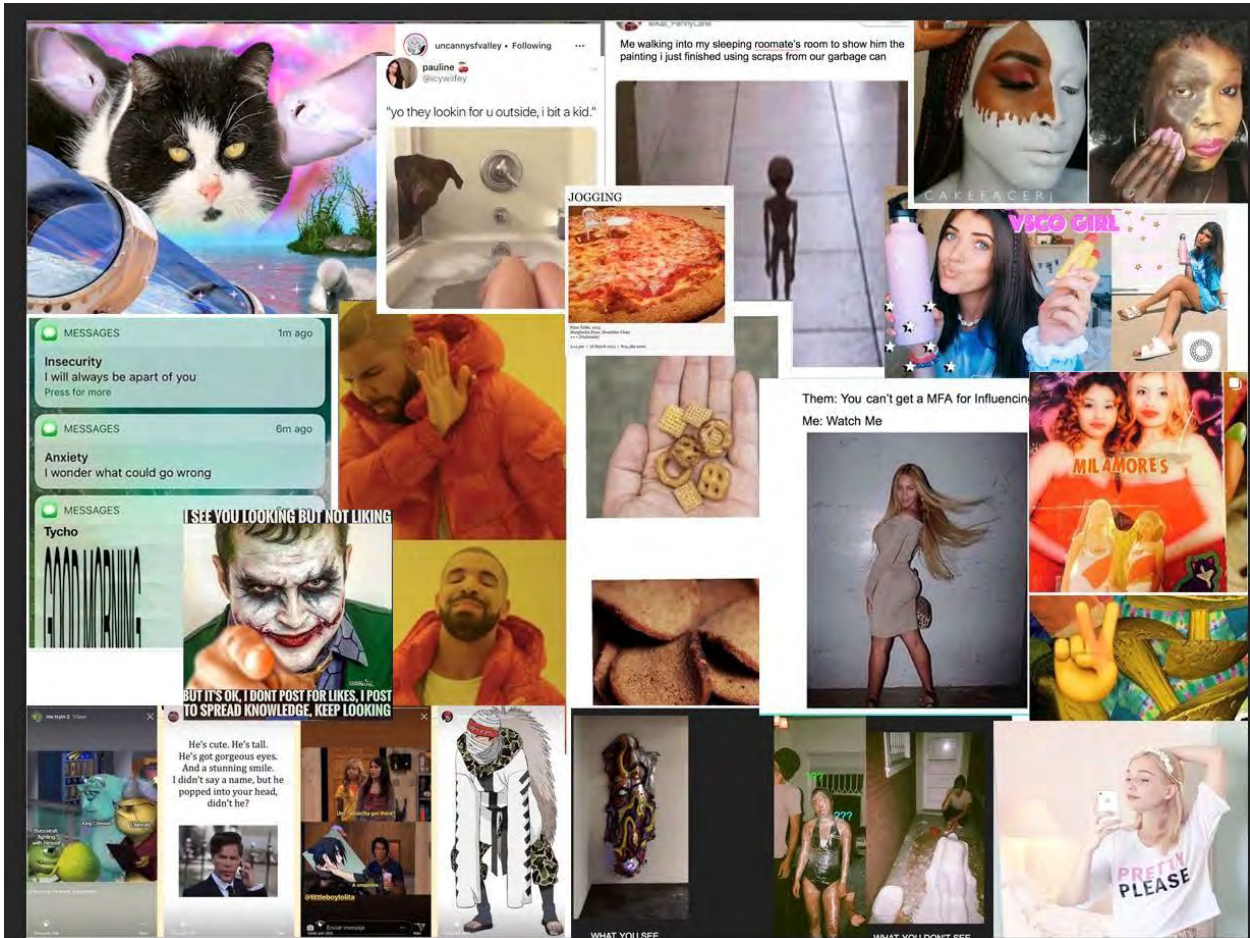 uncannysfvalley • Following
pauline
@icywifey
"yo they lookin for u outside, i bit a kid."
Me walking into my sleeping roomate's room to show him the
painting i just finished using scraps from our garbage can
CAKEFACERJ
JOGGING
VSCO GIRL
MESSAGES 1m ago
Insecurity
I will always be apart of you
Press for more
MESSAGES 6m ago
Anxiety
I wonder what could go wrong
MESSAGES
Tycho
GOOD MORNING
I SEE YOU LOOKING BUT NOT LIKING
BUT IT'S OK, I DONT POST FOR LIKES, I POST
TO SPREAD KNOWLEDGE, KEEP LOOKING
Them: You can't get a MFA for Influencing
Me: Watch Me
MIL AMORES
He's cute. He's tall.
He's got gorgeous eyes.
And a stunning smile.
I didn't say a name, but he
popped into your head,
didn't he?
@littleboylolita
Enviar mensaje
???
???
WHAT YOU SEE
WHAT YOU DON'T SEE
PRETTY
PLEASE